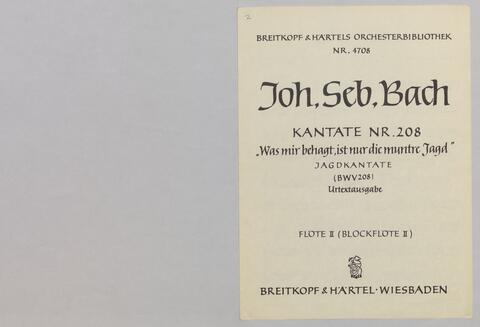 2
BREITKOPF & HÄRTELS ORCHESTERBIBLIOTHEK
NR. 4708
Joh. Seb. Bach
KANTATE NR. 208
„Was mir behagt, ist nur die muntre Jagd"
JAGDKANTATE
(BWV 208)
Urtextausgabe
FLÖTE II (BLOCKFLÖTE II)
BREITKOPF & HÄRTEL · WIESBADEN